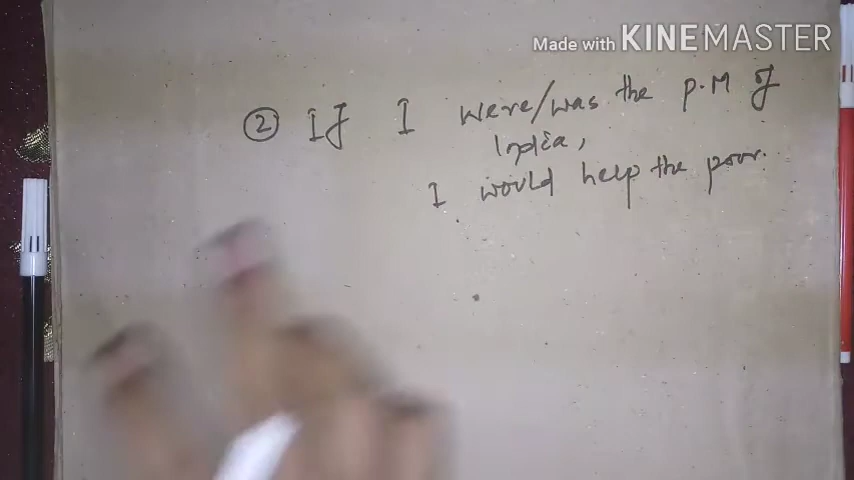 Made with KINEMASTER
② If I were/was the P.M of
India,
I would help the poor.